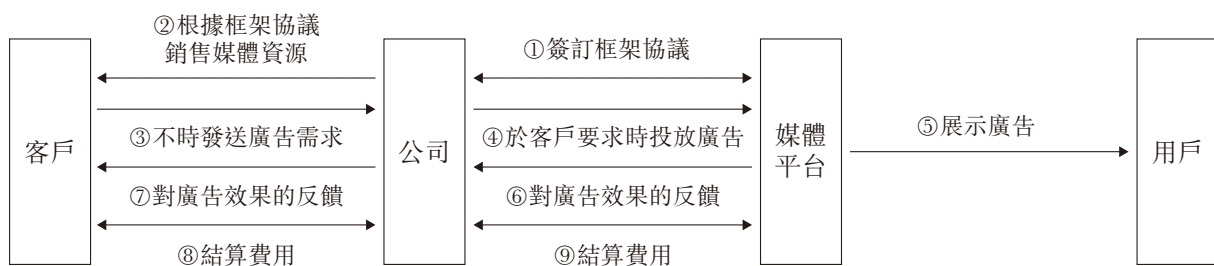 ②根據框架協議
銷售媒體資源
①簽訂框架協議
客戶
③不時發送廣告需求
公司
④於客戶要求時投放廣告
媒體
平台
⑤展示廣告
用戶
⑦對廣告效果的反饋
⑥對廣告效果的反饋
⑧結算費用
⑨結算費用